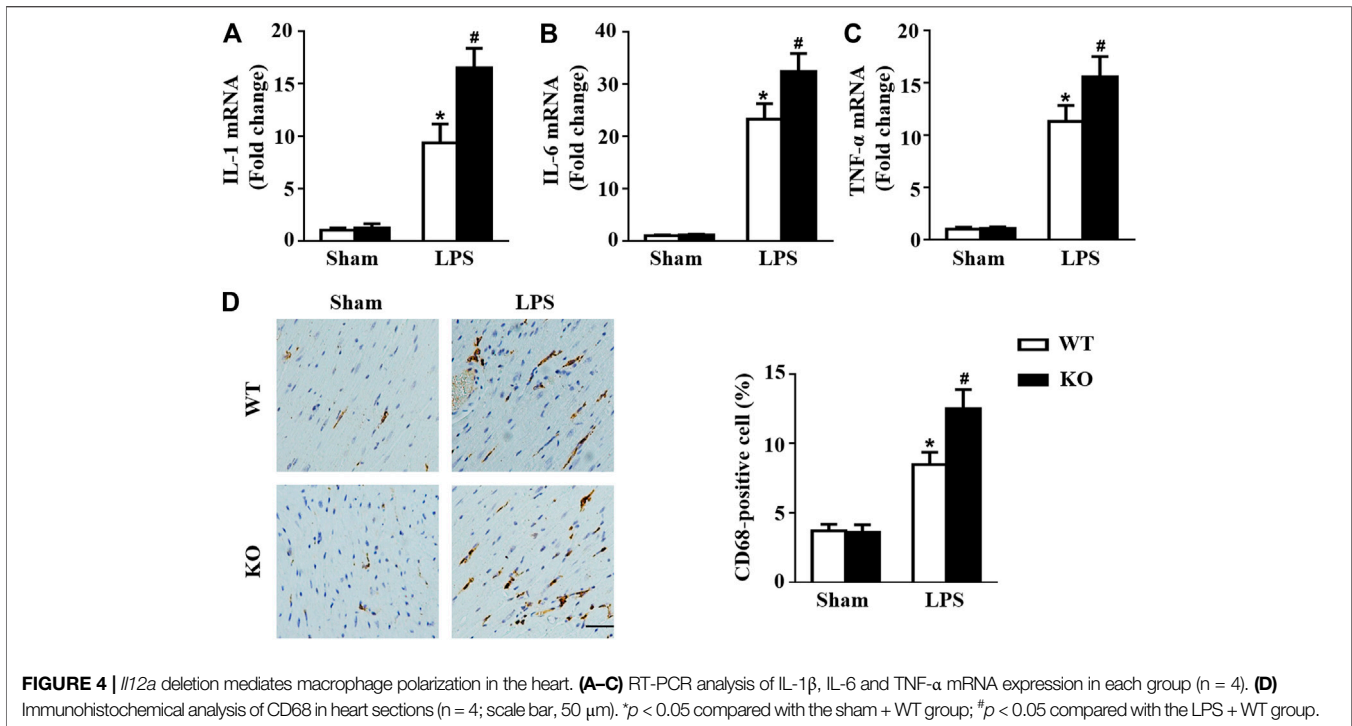 A
IL-1 mRNA
(Fold change)
20
15
10
5
0
*
#
Sham LPS
B
IL-6 mRNA
(Fold change)
40
30
20
10
0
*
#
Sham LPS
C
TNF-α mRNA
(Fold change)
20
15
10
5
0
*
#
Sham LPS
D
Sham LPS
WT
KO
WT
KO
CD68-positive cell (%)
15
10
5
0
*
#
Sham LPS
FIGURE 4 | Il12a deletion mediates macrophage polarization in the heart. (A–C) RT-PCR analysis of IL-1β, IL-6 and TNF-α mRNA expression in each group (n = 4). (D)
Immunohistochemical analysis of CD68 in heart sections (n = 4; scale bar, 50 μm). *p < 0.05 compared with the sham + WT group; #p < 0.05 compared with the LPS + WT group.